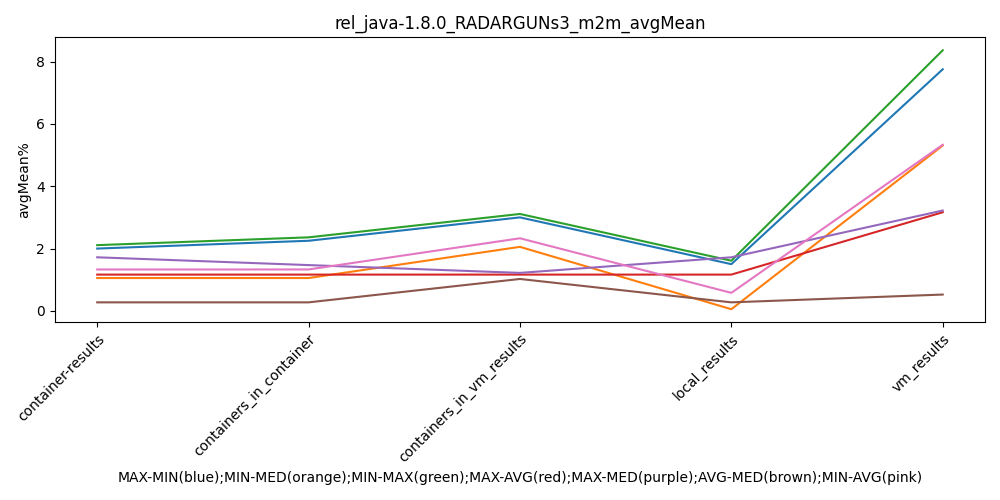 rel_java-1.8.0_RADARGUNs3_m2m_avgMean
avgMean%
8
6
4
2
0
container-results
containers_in_container
containers_in_vm_results
local_results
vm_results
MAX-MIN(blue);MIN-MED(orange);MIN-MAX(green);MAX-AVG(red);MAX-MED(purple);AVG-MED(brown);MIN-AVG(pink)